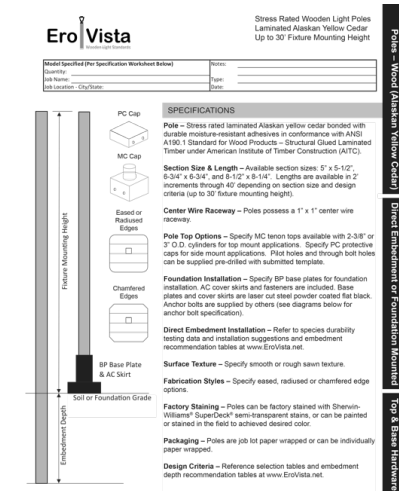 Ero Vista
Wooden Light Standards
Stress Rated Wooden Light Poles
Laminated Alaskan Yellow Cedar
Up to 30' Fixture Mounting Height
Model Specified (Per Specification Worksheet Below)
Notes:
Quantity:
Job Name:
Type:
Job Location - City/State:
Date:
PC Cap
MC Cap
Eased or
Radiused
Edges
Chamfered
Edges
BP Base Plate
& AC Skirt
Soil or Foundation Grade
Fixture Mounting Height
Embedment Depth
SPECIFICATIONS
Pole – Stress rated laminated Alaskan yellow cedar bonded with
durable moisture-resistant adhesives in conformance with ANSI
A190.1 Standard for Wood Products – Structural Glued Laminated
Timber under American Institute of Timber Construction (AITC).
Section Size & Length – Available section sizes: 5" x 5-1/2",
6-3/4" x 6-3/4", and 8-1/2" x 8-1/4". Lengths are available in 2'
increments through 40' depending on section size and design
criteria (up to 30' fixture mounting height).
Center Wire Raceway – Poles possess a 1" x 1" center wire
raceway.
Pole Top Options – Specify MC tenon tops available with 2-3/8" or
3" O.D. cylinders for top mount applications. Specify PC protective
caps for side mount applications. Pilot holes and through bolt holes
can be supplied pre-drilled with submitted template.
Foundation Installation – Specify BP base plates for foundation
installation. AC cover skirts and fasteners are included. Base
plates and cover skirts are laser cut steel powder coated flat black.
Anchor bolts are supplied by others (see diagrams below for
anchor bolt specification).
Direct Embedment Installation – Refer to species durability
testing data and installation suggestions and embedment
recommendation tables at www.EroVista.net.
Surface Texture – Specify smooth or rough sawn texture.
Fabrication Styles – Specify eased, radiused or chamfered edge
options.
Factory Staining – Poles can be factory stained with Sherwin-
Williams® SuperDeck® semi-transparent stains, or can be painted
or stained in the field to achieved desired color.
Packaging – Poles are job lot paper wrapped or can be individually
paper wrapped.
Design Criteria – Reference selection tables and embedment
depth recommendation tables at www.EroVista.net.
Poles – Wood (Alaskan Yellow Cedar)
Direct Embedment or Foundation Mounted
Top & Base Hardware